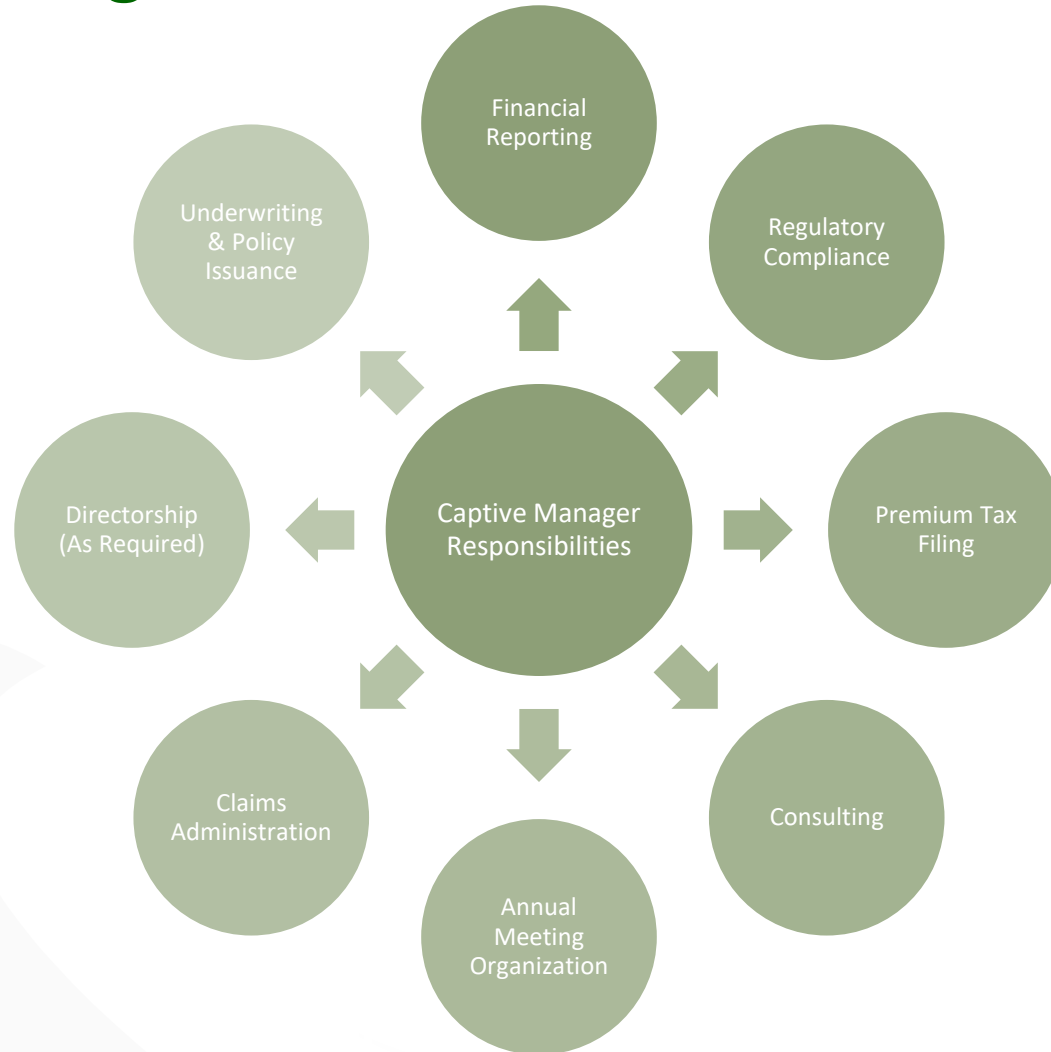 Financial
Reporting
Regulatory
Compliance
Premium Tax
Filing
Consulting
Annual
Meeting
Organization
Claims
Administration
Directorship
(As Required)
Underwriting
& Policy
Issuance
Captive Manager
Responsibilities